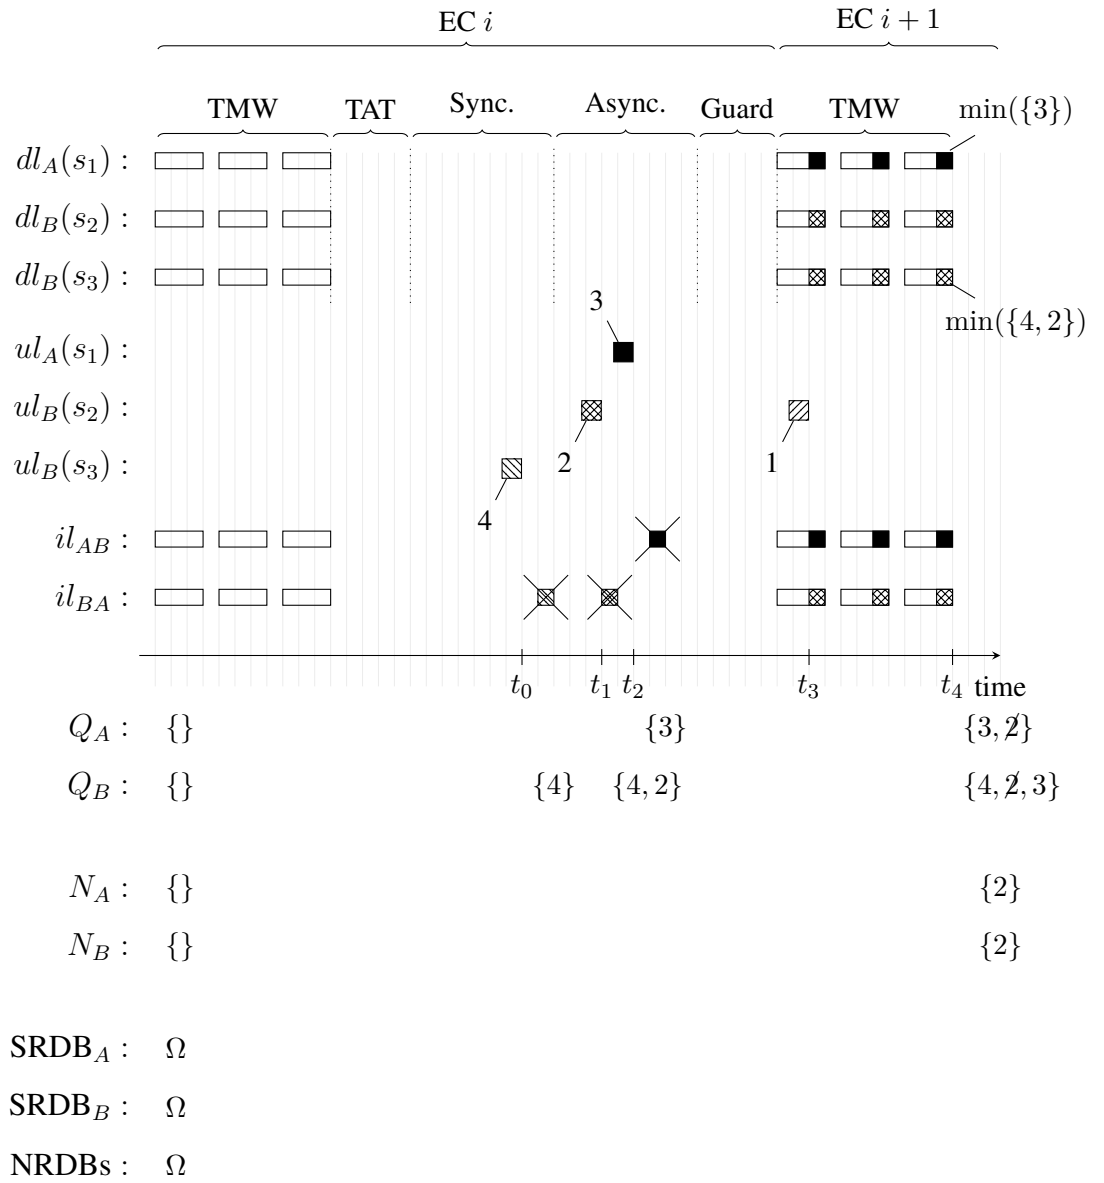 EC i EC i + 1
TMW TAT Sync. Async. Guard TMW min({3})
dl_A(s_1) :
dl_B(s_2) :
dl_B(s_3) :
3 min({4, 2})
ul_A(s_1) :
ul_B(s_2) :
2 1
ul_B(s_3) :
4
il_AB :
il_BA :
t_0 t_1 t_2 t_3 t_4 time
Q_A : {} {3} {3, 2̸}
Q_B : {} {4} {4, 2} {4, 2̸, 3}
N_A : {} {2}
N_B : {} {2}
SRDB_A : Ω
SRDB_B : Ω
NRDBs : Ω